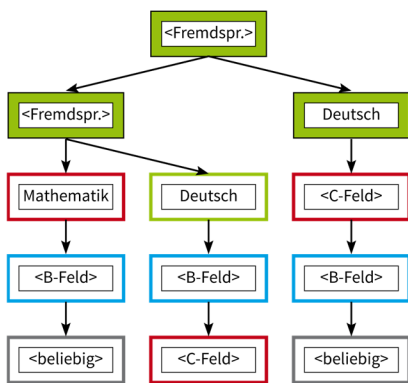 <Fremdspr.>
<Fremdspr.>
Deutsch
Mathematik
Deutsch
<C-Feld>
<B-Feld>
<B-Feld>
<B-Feld>
<beliebig>
<C-Feld>
<beliebig>